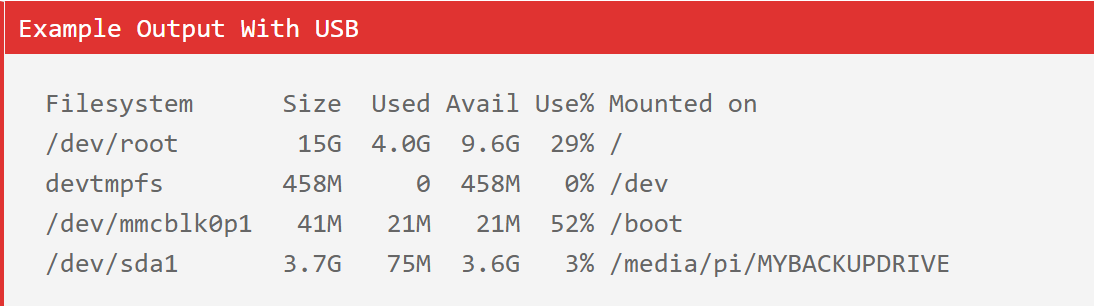 Example Output With USB
Filesystem      Size  Used Avail Use% Mounted on
/dev/root        15G  4.0G  9.6G  29% /
devtmpfs        458M     0  458M   0% /dev
/dev/mmcblk0p1   41M   21M   21M  52% /boot
/dev/sda1       3.7G   75M  3.6G   3% /media/pi/MYBACKUPDRIVE